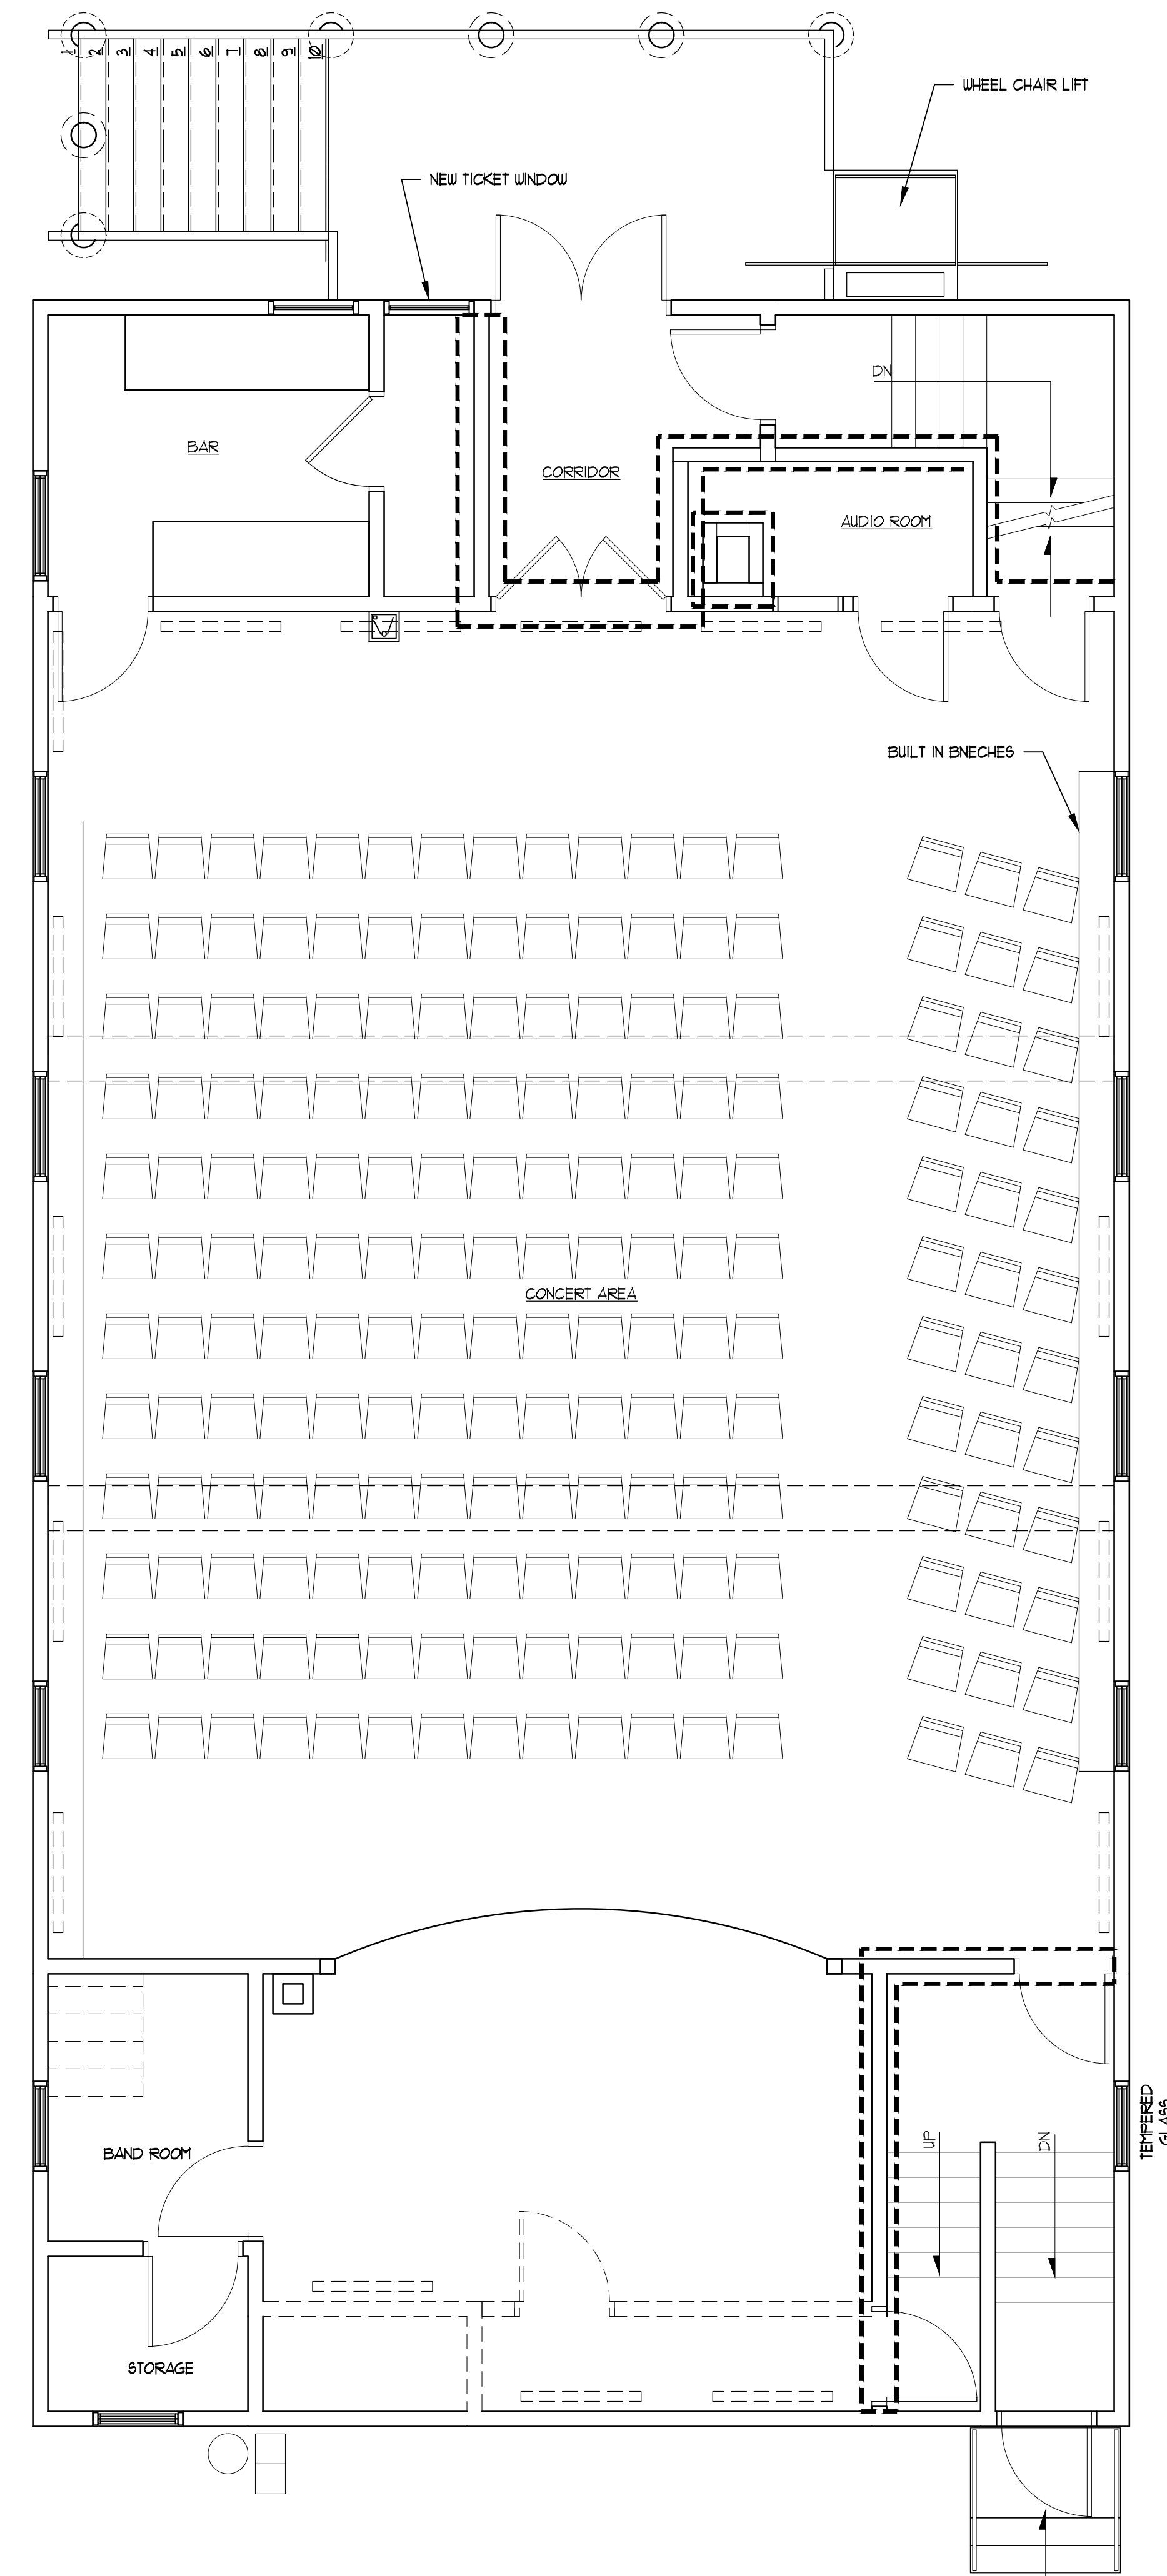 1 2 3 4 5 6 7 8 9 10
WHEEL CHAIR LIFT
NEW TICKET WINDOW
DN
BAR
CORRIDOR
AUDIO ROOM
BUILT IN BNECHES
CONCERT AREA
TEMPERED
GLASS
UP
DN
BAND ROOM
STORAGE